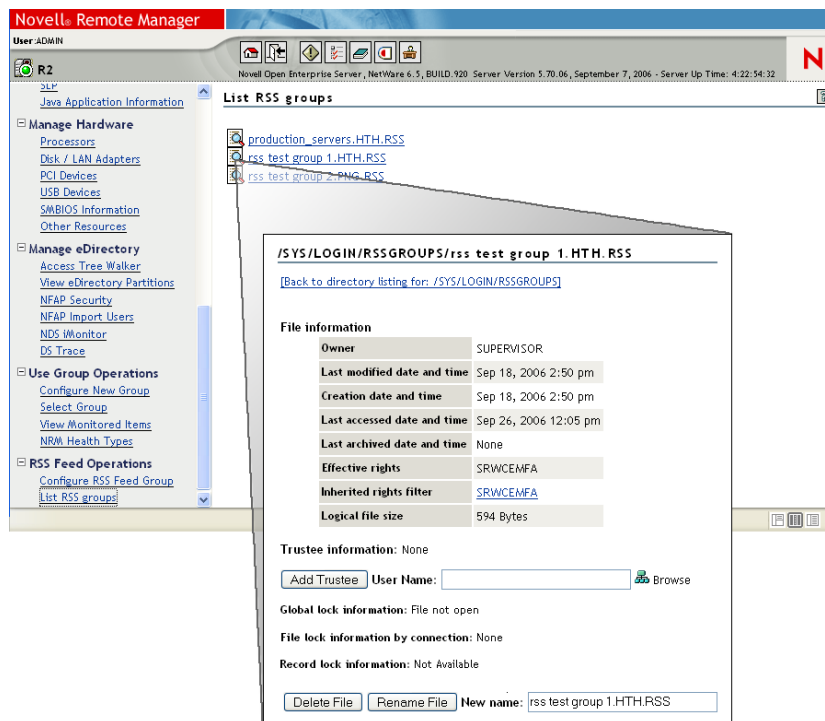 Novell® Remote Manager
User:ADMIN
R2
Novell Open Enterprise Server, NetWare 6.5, BUILD.920 Server Version 5.70.06, September 7, 2006 - Server Up Time: 4:22:54:32
N
SLP
Java Application Information
Manage Hardware
Processors
Disk / LAN Adapters
PCI Devices
USB Devices
SMBIOS Information
Other Resources
Manage eDirectory
Access Tree Walker
View eDirectory Partitions
NFAP Security
NFAP Import Users
NDS iMonitor
DS Trace
Use Group Operations
Configure New Group
Select Group
View Monitored Items
NRM Health Types
RSS Feed Operations
Configure RSS Feed Group
List RSS groups
List RSS groups
production_servers.HTH.RSS
rss test group 1.HTH.RSS
rss test group 2.PNG.RSS
/SYS/LOGIN/RSSGROUPS/rss test group 1.HTH.RSS
[Back to directory listing for: /SYS/LOGIN/RSSGROUPS]
File information
Owner SUPERVISOR
Last modified date and time Sep 18, 2006 2:50 pm
Creation date and time Sep 18, 2006 2:50 pm
Last accessed date and time Sep 26, 2006 12:05 pm
Last archived date and time None
Effective rights SRWCEMFA
Inherited rights filter SRWCEMFA
Logical file size 594 Bytes
Trustee information: None
Add Trustee User Name: Browse
Global lock information: File not open
File lock information by connection: None
Record lock information: Not Available
Delete File Rename File New name: rss test group 1.HTH.RSS